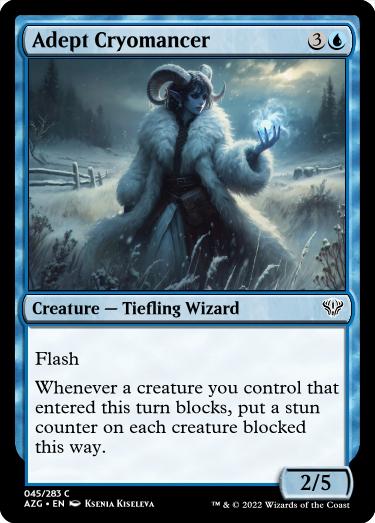 Adept Cryomancer 3
Creature — Tiefling Wizard
Flash
Whenever a creature you control that
entered this turn blocks, put a stun
counter on each creature blocked
this way.
2/5
045/283 C
AZG • EN Ksenia Kiseleva
™ & © 2022 Wizards of the Coast